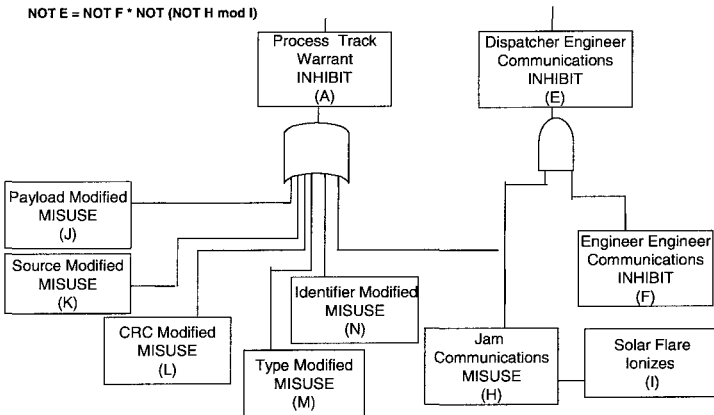 NOT E = NOT F * NOT (NOT H mod I)
Process Track
Warrant
INHIBIT
(A)
Dispatcher Engineer
Communications
INHIBIT
(E)
Payload Modified
MISUSE
(J)
Source Modified
MISUSE
(K)
CRC Modified
MISUSE
(L)
Type Modified
MISUSE
(M)
Identifier Modified
MISUSE
(N)
Engineer Engineer
Communications
INHIBIT
(F)
Jam
Communications
MISUSE
(H)
Solar Flare
Ionizes
(I)